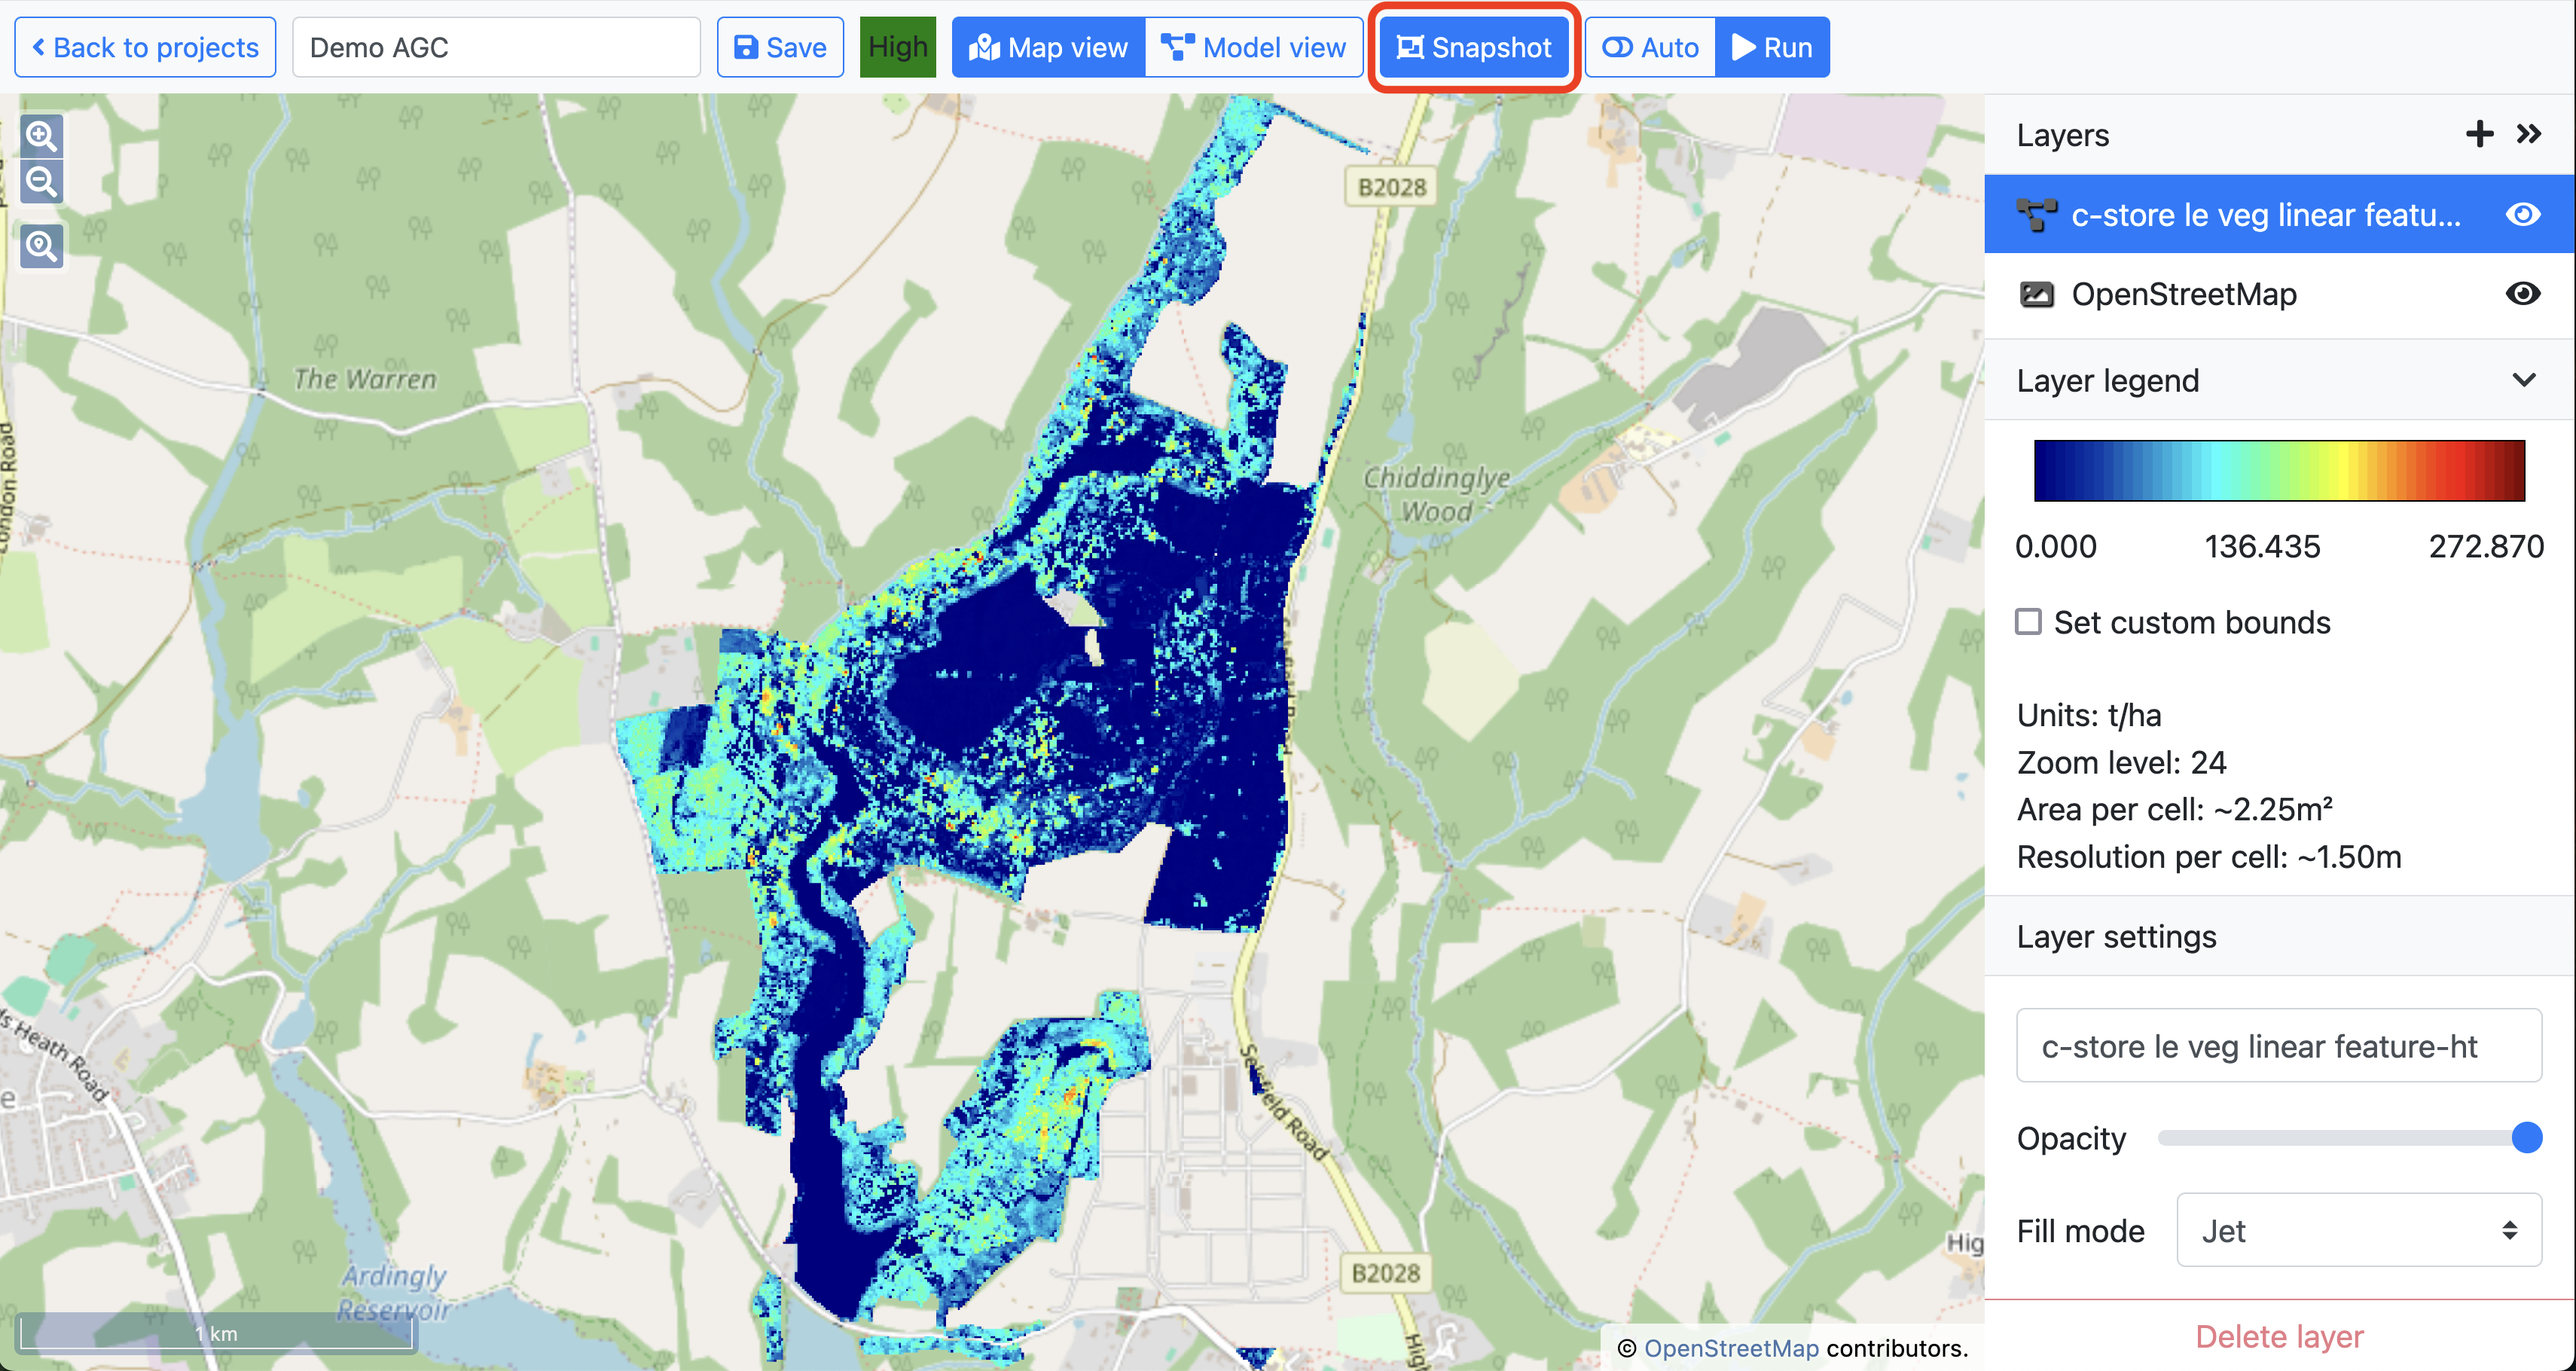 Back to projects
Demo AGC
Save
High
Map view
Model view
Snapshot
Auto
Run
Layers
c-store le veg linear featu...
OpenStreetMap
Layer legend
0.000 136.435 272.870
Set custom bounds
Units: t/ha
Zoom level: 24
Area per cell: ~2.25m²
Resolution per cell: ~1.50m
Layer settings
c-store le veg linear feature-ht
Opacity
Fill mode
Jet
Delete layer
B2028
The Warren
London Road
Chiddinglye
Wood
ds Heath Road
e
Selsfield Road
Hig
B2028
Ardingly
Reservoir
1 km
High
© OpenStreetMap contributors.